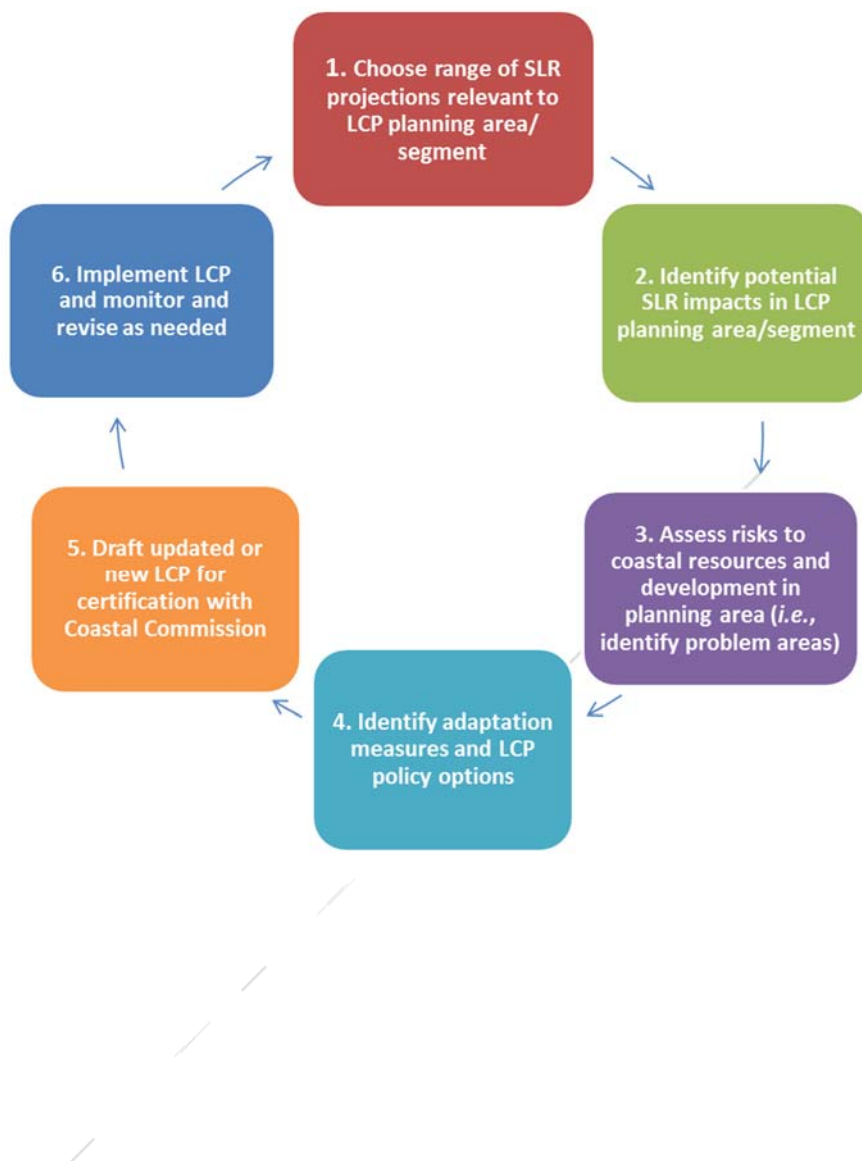 1. Choose range of SLR
projections relevant to
LCP planning area/
segment
2. Identify potential
SLR impacts in LCP
planning area/segment
3. Assess risks to
coastal resources and
development in
planning area (i.e.,
identify problem areas)
4. Identify adaptation
measures and LCP
policy options
5. Draft updated or
new LCP for
certification with
Coastal Commission
6. Implement LCP
and monitor and
revise as needed